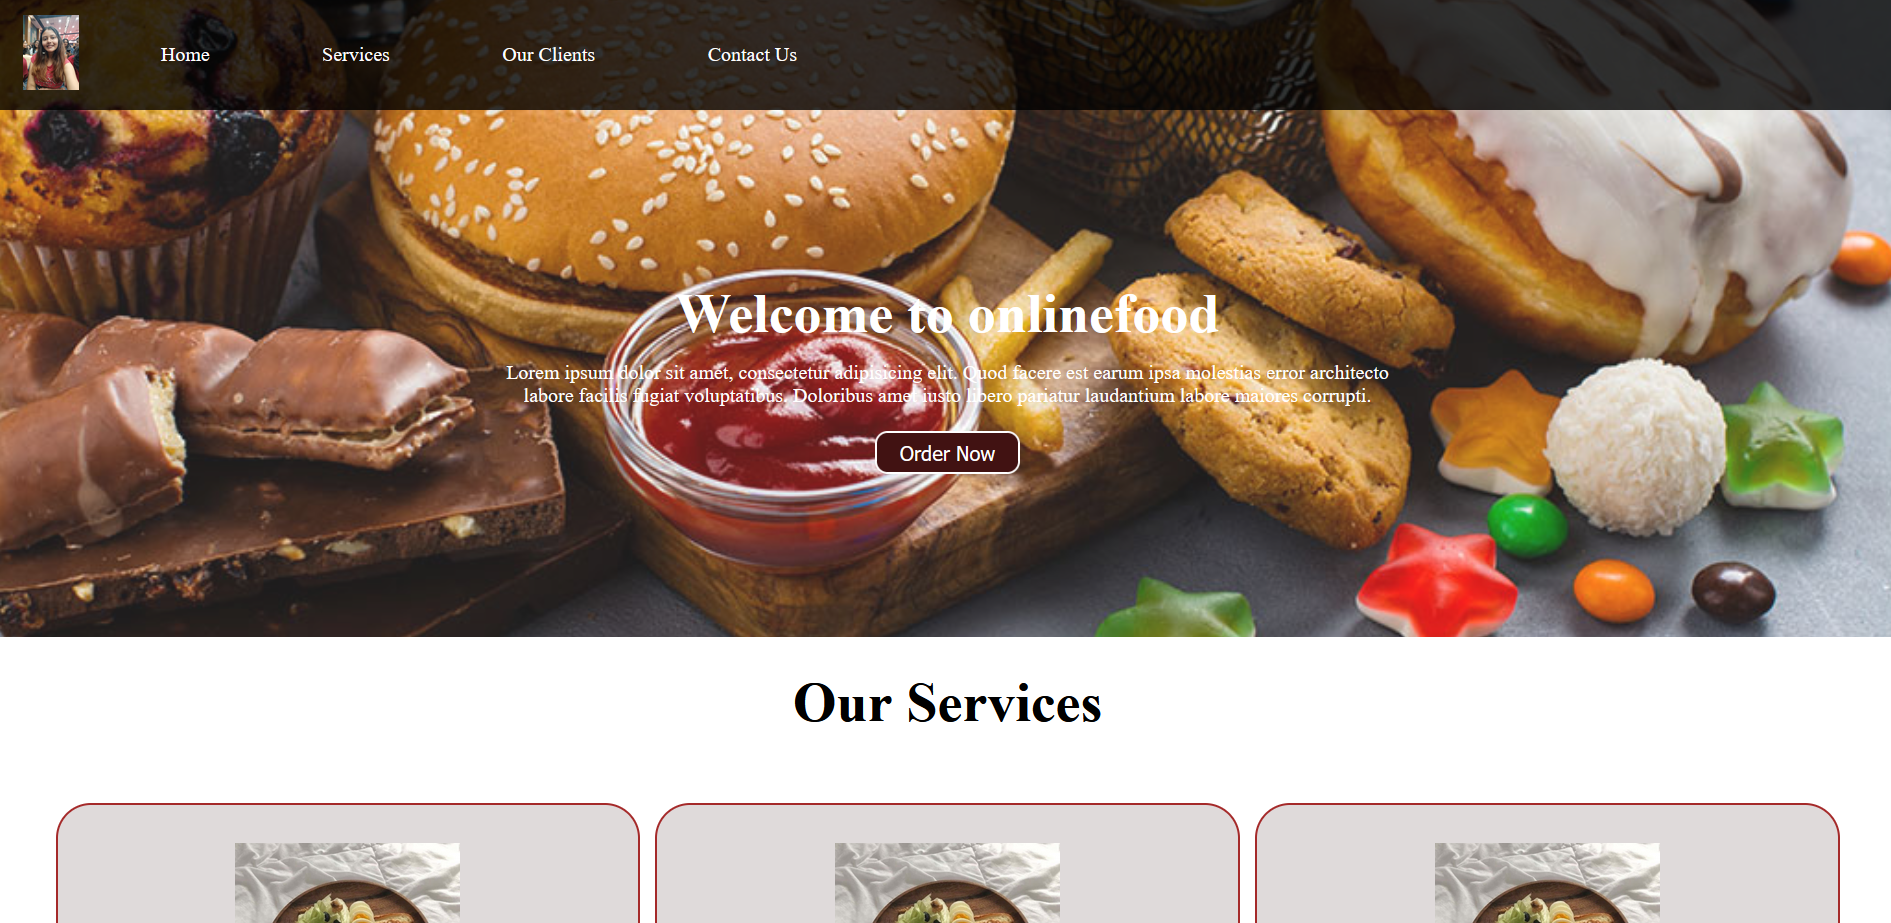 Home Services Our Clients Contact Us
Welcome to onlinefood
Lorem ipsum dolor sit amet, consectetur adipisicing elit. Quod facere est earum ipsa molestias error architecto
labore facilis fugiat voluptatibus. Doloribus amet iusto libero pariatur laudantium labore maiores corrupti.
Order Now
Our Services